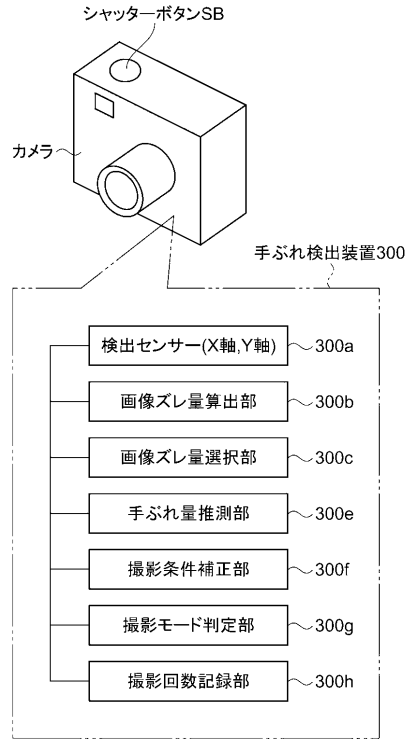 シャッターボタンSB
カメラ
手ぶれ検出装置300
検出センサー(X軸,Y軸)
300a
画像ズレ量算出部
300b
画像ズレ量選択部
300c
手ぶれ量推測部
300e
撮影条件補正部
300f
撮影モード判定部
300g
撮影回数記録部
300h